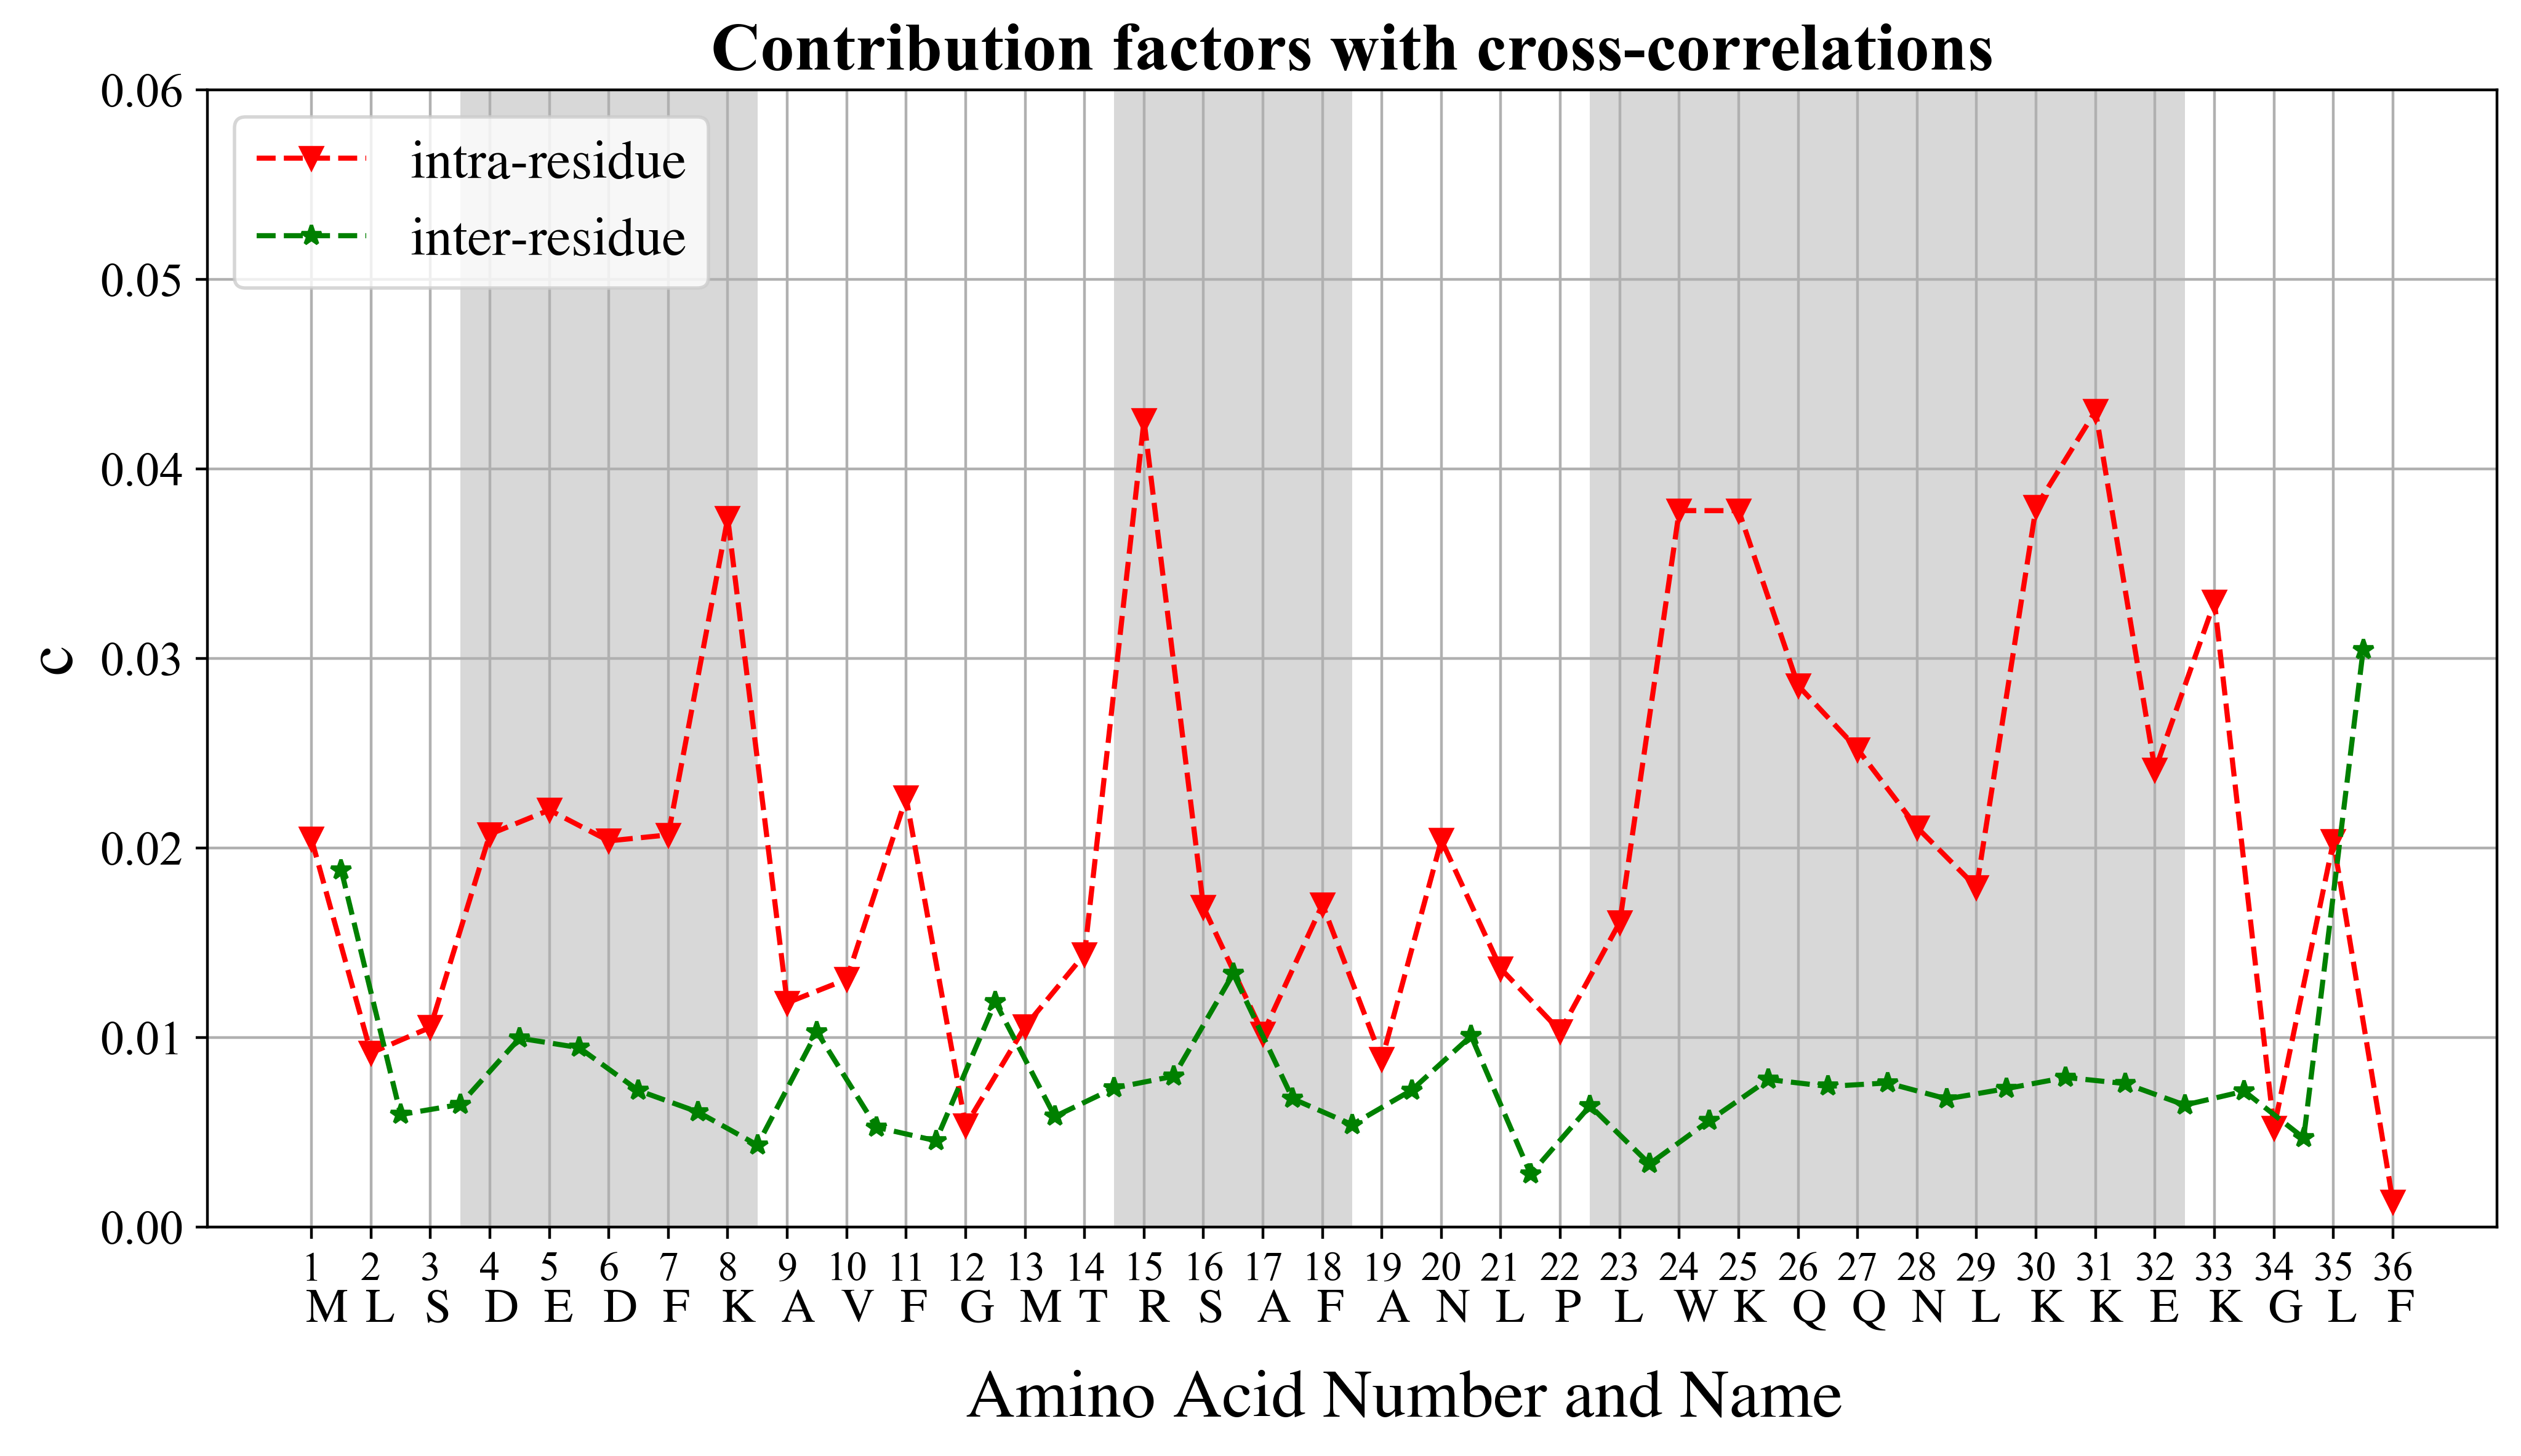 Contribution factors with cross-correlations
0.06
0.05
0.04
0.03
0.02
0.01
0.00
c
intra-residue
inter-residue
1 2 3 4 5 6 7 8 9 10 11 12 13 14 15 16 17 18 19 20 21 22 23 24 25 26 27 28 29 30 31 32 33 34 35 36
M L S D E D F K A V F G M T R S A F A N L P L W K Q Q N L K K E K G L F
Amino Acid Number and Name